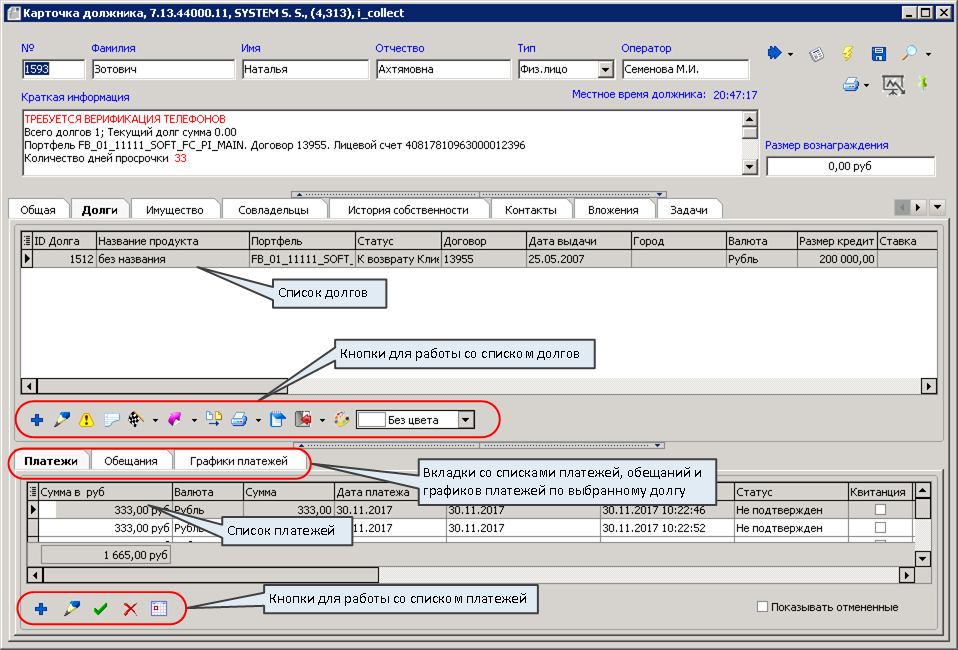 Карточка должника, 7.13.44000.11, SYSTEM S. S., (4,313), i_collect
№ Фамилия Имя Отчество Тип Оператор
1593 Зотович Наталья Ахтямовна Физ.лицо Семенова М.И.
Краткая информация Местное время должника: 20:47:17
ТРЕБУЕТСЯ ВЕРИФИКАЦИЯ ТЕЛЕФОНОВ
Всего долгов 1; Текущий долг сумма 0.00
Портфель FB_01_11111_SOFT_FC_PI_MAIN. Договор 13955. Лицевой счет 40817810963000012396
Количество дней просрочки 33
Размер вознаграждения
0,00 руб
Общая Долги Имущество Совладельцы История собственности Контакты Вложения Задачи
ID Долга Название продукта Портфель Статус Договор Дата выдачи Город Валюта Размер кредит Ставка
1512 без названия FB_01_11111_SOFT_ К возврату Клие 13955 25.05.2007 Рубль 200 000,00
Список долгов
Кнопки для работы со списком долгов
Без цвета
Платежи Обещания Графики платежей
Вкладки со списками платежей, обещаний и
графиков платежей по выбранному долгу
Сумма в руб Валюта Сумма Дата платежа Статус Квитанция
333,00 руб Рубль 333,00 30.11.2017 30.11.2017 30.11.2017 10:22:46 Не подтвержден
333,00 руб Рубль 30.11.2017 30.11.2017 10:22:52 Не подтвержден
Список платежей
1 665,00 руб
Кнопки для работы со списком платежей
Показывать отмененные